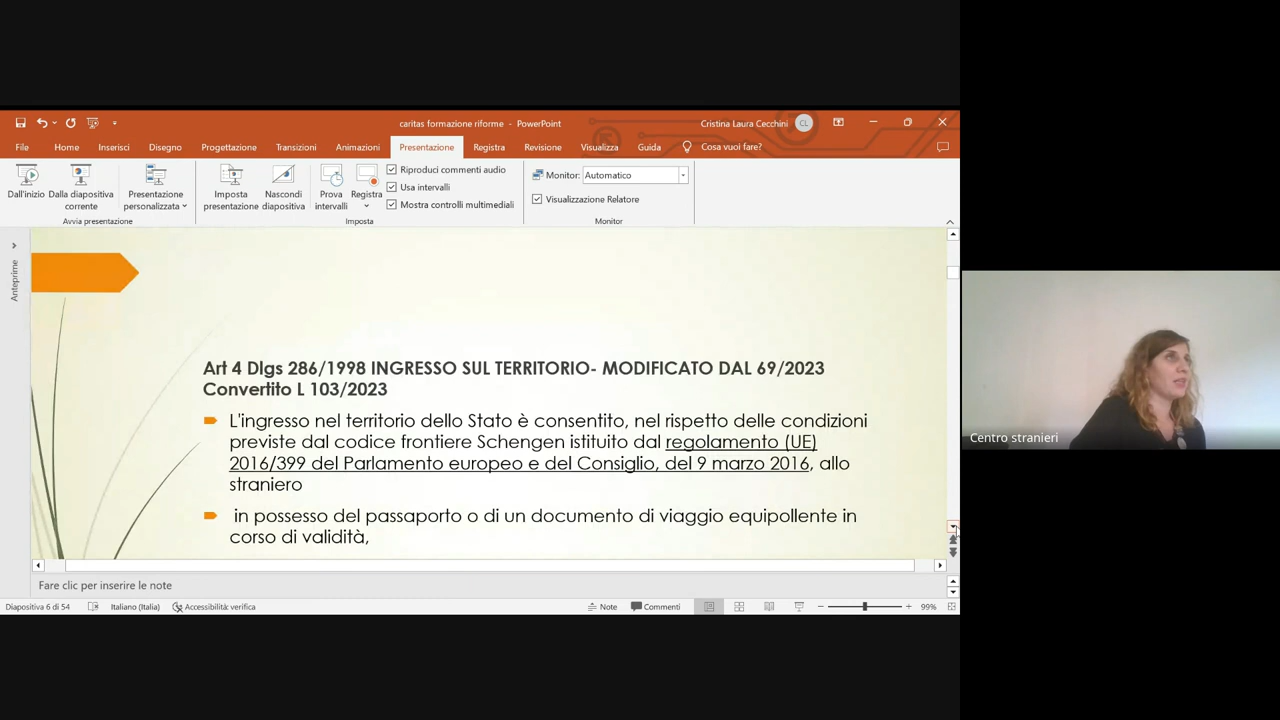 caritas formazione riforme - PowerPoint
Cristina Laura Cecchini
CL
File Home Inserisci Disegno Progettazione Transizioni Animazioni Presentazione Registra Revisione Visualizza Guida Cosa vuoi fare?
Dall'inizio
Dalla diapositiva
corrente
Presentazione
personalizzata
Avvia presentazione
Imposta
presentazione
Nascondi
diapositiva
Prova
intervalli
Registra
Riproduci commenti audio
Usa intervalli
Mostra controlli multimediali
Imposta
Monitor: Automatico
Visualizzazione Relatore
Monitor
Anteprime
Art 4 Dlgs 286/1998 INGRESSO SUL TERRITORIO- MODIFICATO DAL 69/2023
Convertito L 103/2023
L'ingresso nel territorio dello Stato è consentito, nel rispetto delle condizioni
previste dal codice frontiere Schengen istituito dal regolamento (UE)
2016/399 del Parlamento europeo e del Consiglio, del 9 marzo 2016, allo
straniero
in possesso del passaporto o di un documento di viaggio equipollente in
corso di validità,
Fare clic per inserire le note
Diapositiva 6 di 54 Italiano (Italia) Accessibilità: verifica Note Commenti 99%
Centro stranieri